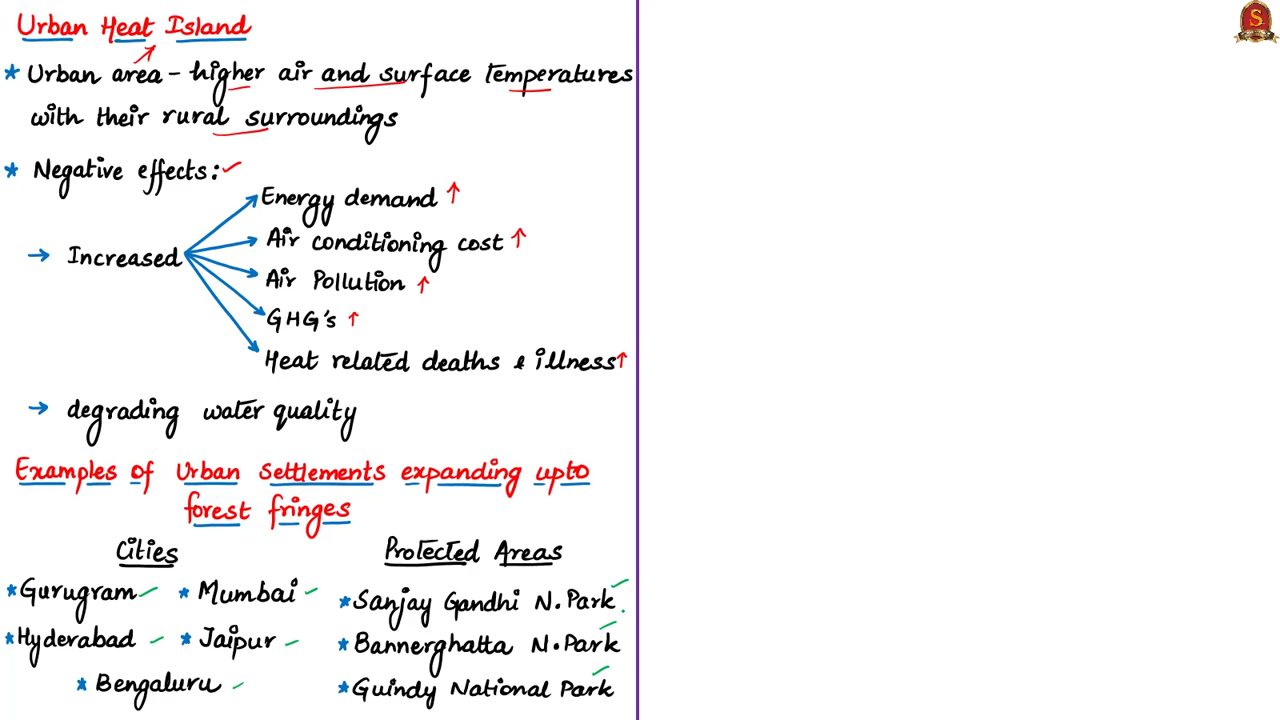 Urban Heat Island
* Urban area - higher air and surface temperatures
with their rural surroundings
* Negative effects:
→ Increased
Energy demand ↑
Air conditioning cost ↑
Air Pollution ↑
GHG's ↑
Heat related deaths & illness ↑
→ degrading water quality
Examples of Urban Settlements expanding upto
forest fringes
Cities
* Gurugram * Mumbai
* Hyderabad * Jaipur
* Bengaluru
Protected Areas
* Sanjay Gandhi N. Park
* Bannerghatta N. Park
* Guindy National Park
S